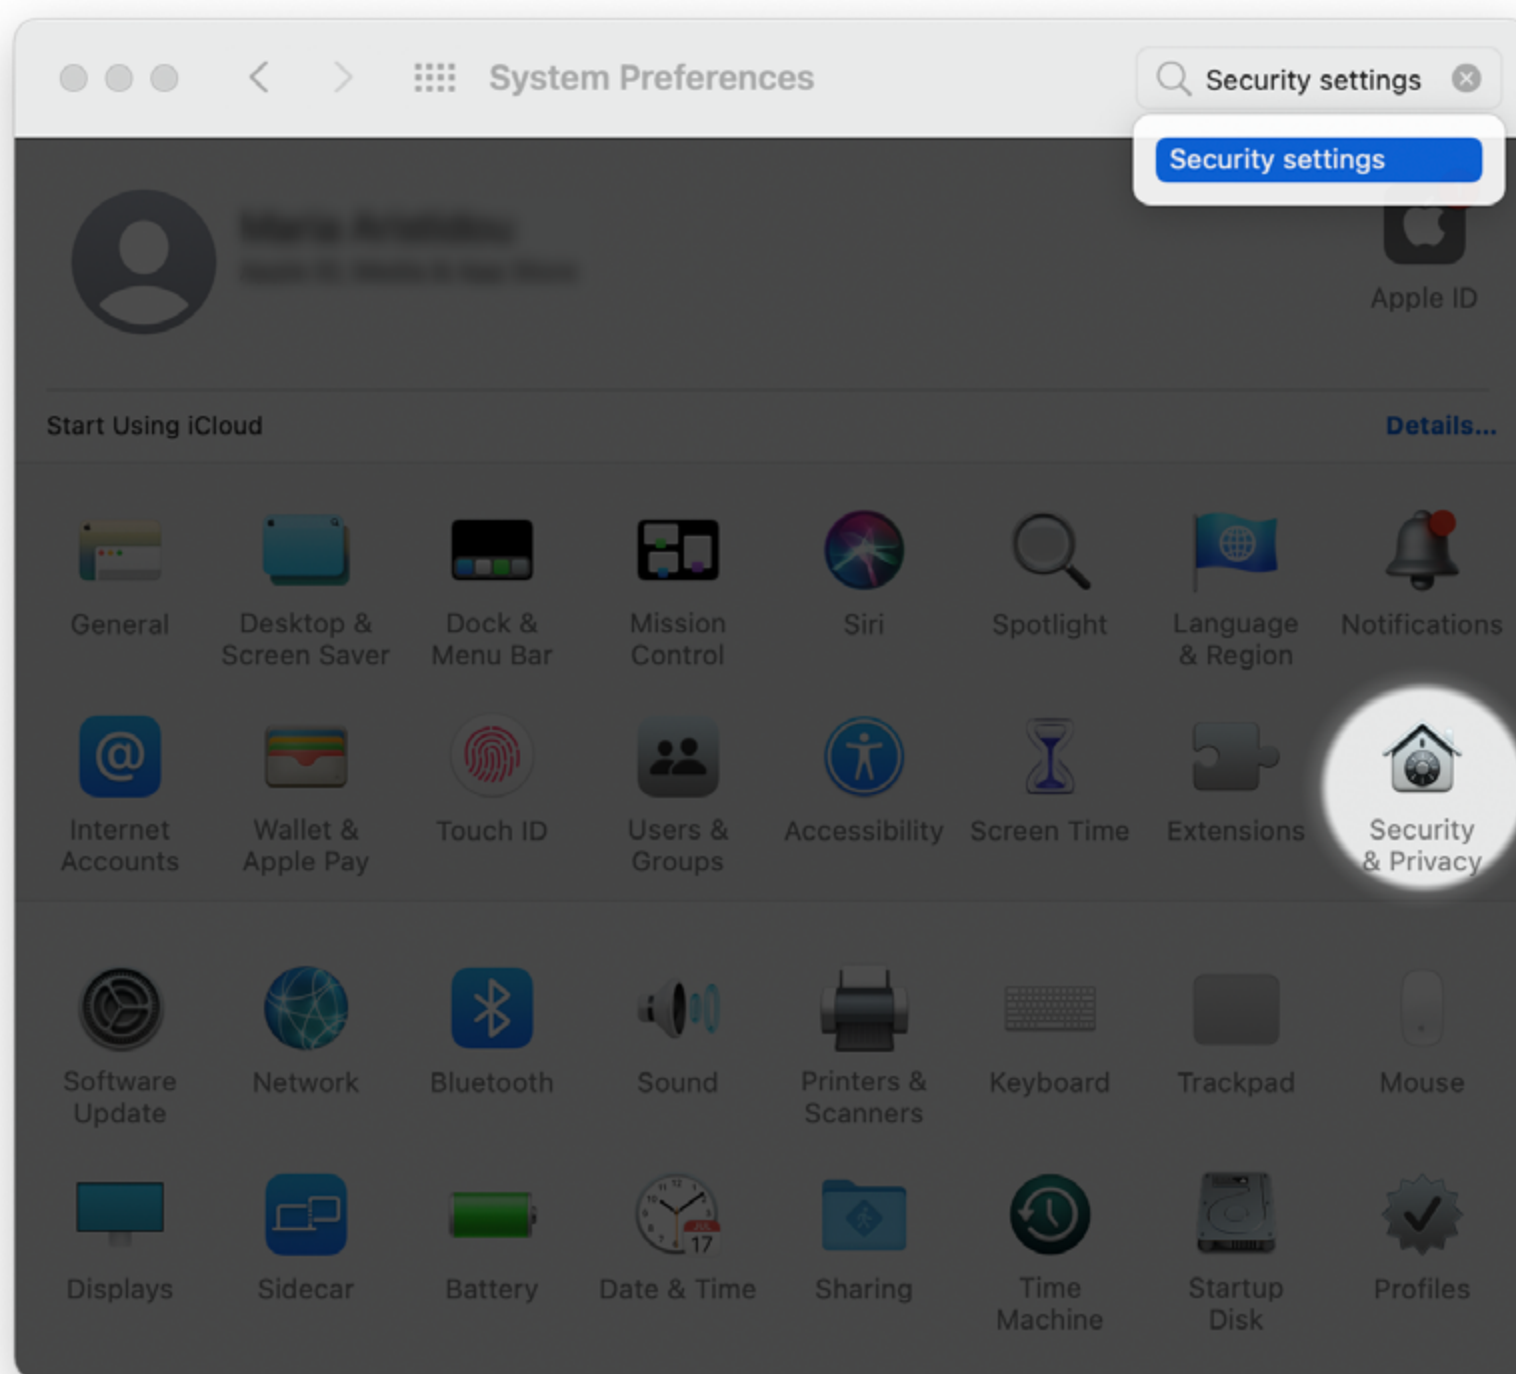 System Preferences
Security settings
Security settings
Apple ID
Start Using iCloud
Details...
General
Desktop &
Screen Saver
Dock &
Menu Bar
Mission
Control
Siri
Spotlight
Language
& Region
Notifications
Internet
Accounts
Wallet &
Apple Pay
Touch ID
Users &
Groups
Accessibility
Screen Time
Extensions
Security
& Privacy
Software
Update
Network
Bluetooth
Sound
Printers &
Scanners
Keyboard
Trackpad
Mouse
Displays
Sidecar
Battery
JUL
17
Date & Time
Sharing
Time
Machine
Startup
Disk
Profiles